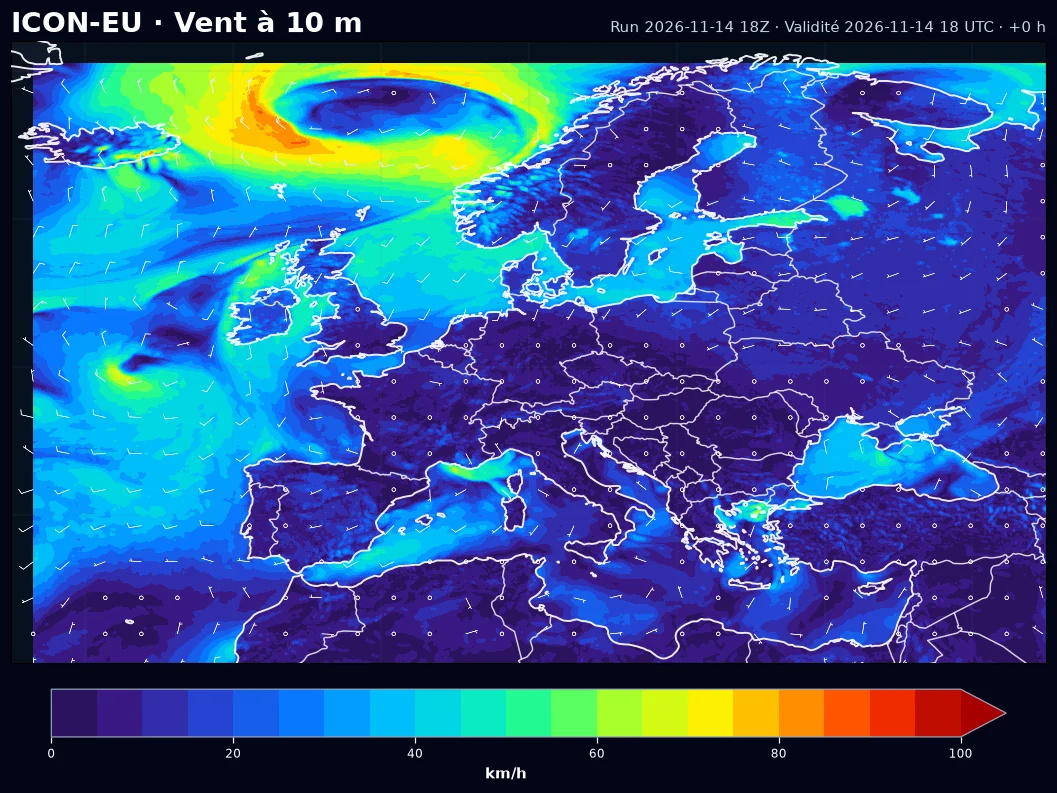 ICON-EU · Vent à 10 m
Run 2026-11-14 18Z · Validité 2026-11-14 18 UTC · +0 h
0 20 40 60 80 100
km/h